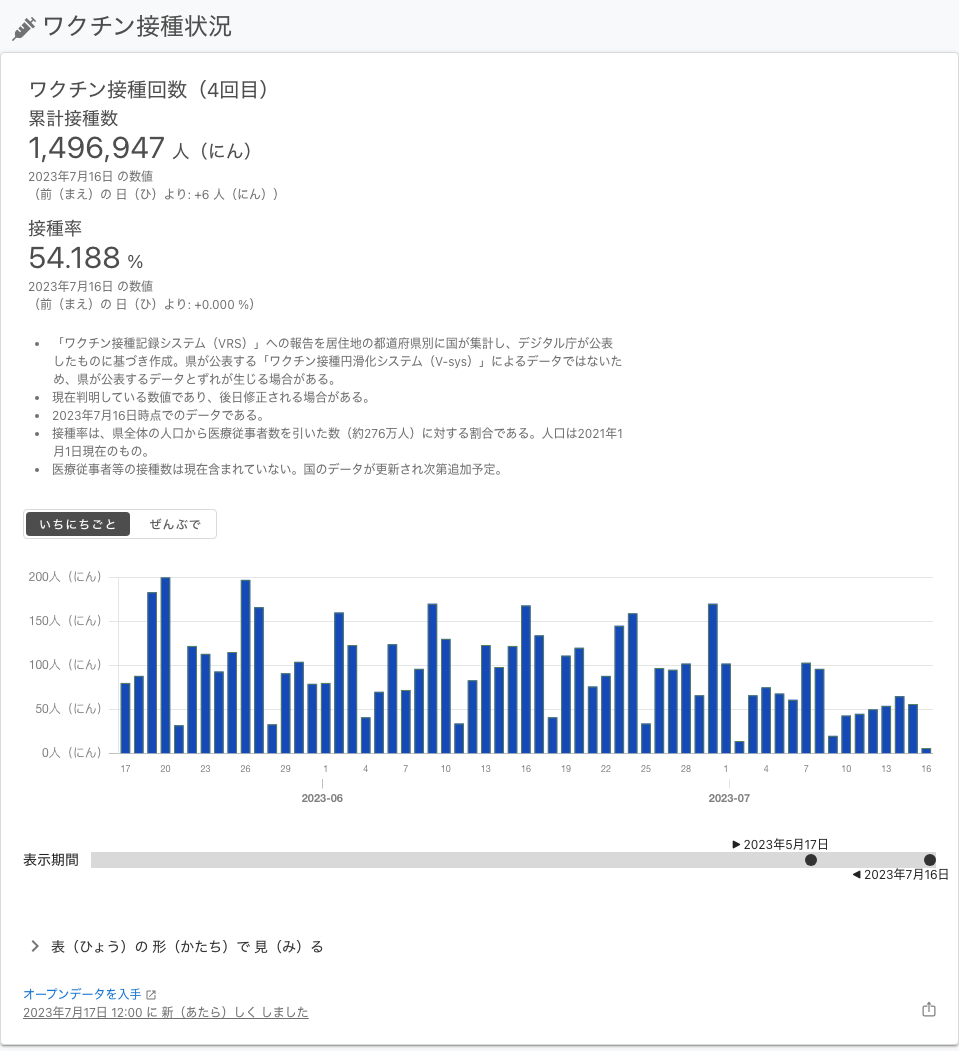 ワクチン接種状況
ワクチン接種回数（4回目）
累計接種数
1,496,947 人（にん）
2023年7月16日 の数値
（前（まえ）の 日（ひ）より: +6 人（にん））
接種率
54.188 %
2023年7月16日 の数値
（前（まえ）の 日（ひ）より: +0.000 %）
• 「ワクチン接種記録システム（VRS）」への報告を居住地の都道府県別に国が集計し、デジタル庁が公表
したものに基づき作成。県が公表する「ワクチン接種円滑化システム（V-sys）」によるデータではないた
め、県が公表するデータとずれが生じる場合がある。
• 現在判明している数値であり、後日修正される場合がある。
• 2023年7月16日時点でのデータである。
• 接種率は、県全体の人口から医療従事者数を引いた数（約276万人）に対する割合である。人口は2021年1
月1日現在のもの。
• 医療従事者等の接種数は現在含まれていない。国のデータが更新され次第追加予定。
いちにちごと ぜんぶで
200人（にん）
150人（にん）
100人（にん）
50人（にん）
0人（にん）
17 20 23 26 29 1 4 7 10 13 16 19 22 25 28 1 4 7 10 13 16
2023-06 2023-07
▶ 2023年5月17日
表示期間
◀ 2023年7月16日
表（ひょう）の 形（かたち）で 見（み）る
オープンデータを入手
2023年7月17日 12:00 に 新（あたら）しく しました